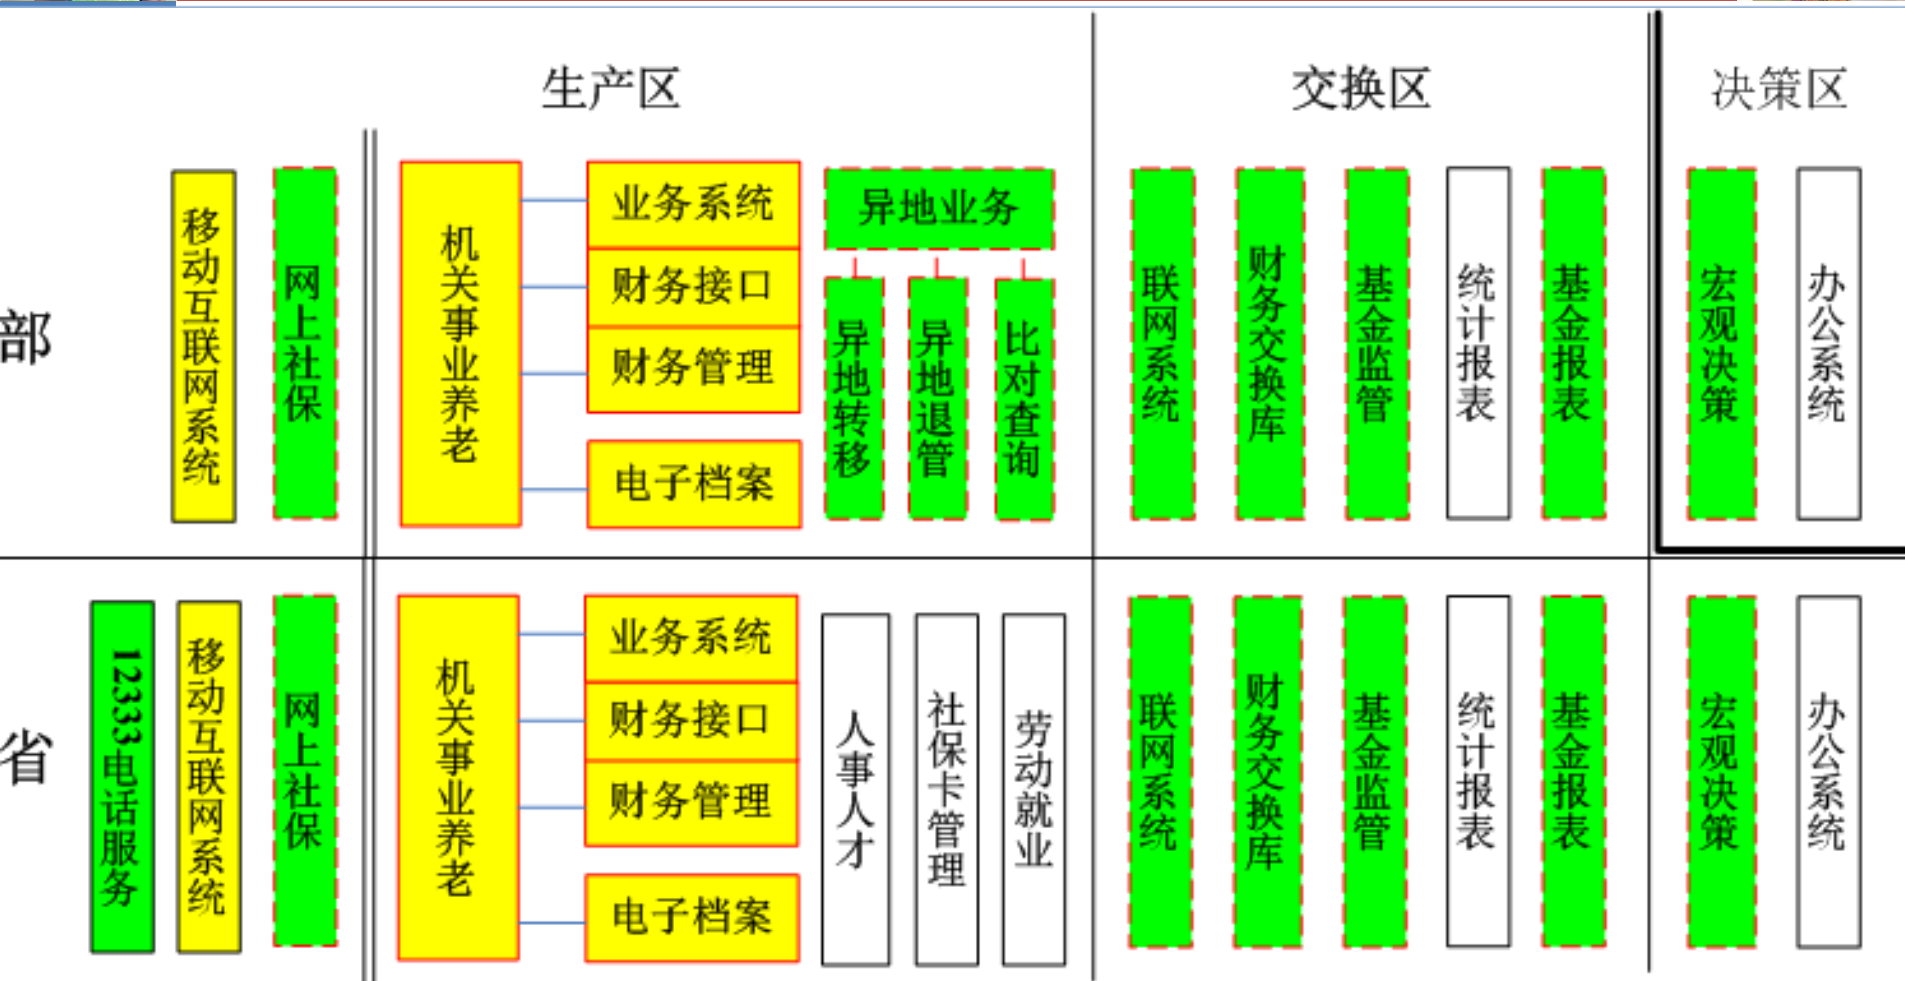 生产区
交换区
决策区
部
移动互联网系统
网上社保
机关事业养老
业务系统
财务接口
财务管理
电子档案
异地业务
异地转移
异地退管
比对查询
联网系统
财务交换库
基金监管
统计报表
基金报表
宏观决策
办公系统
省
12333电话服务
移动互联网系统
网上社保
机关事业养老
业务系统
财务接口
财务管理
电子档案
人事人才
社保卡管理
劳动就业
联网系统
财务交换库
基金监管
统计报表
基金报表
宏观决策
办公系统